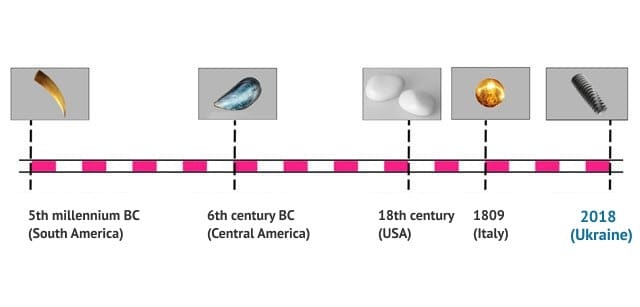 5th millennium BC
(South America)
6th century BC
(Central America)
18th century
(USA)
1809
(Italy)
2018
(Ukraine)